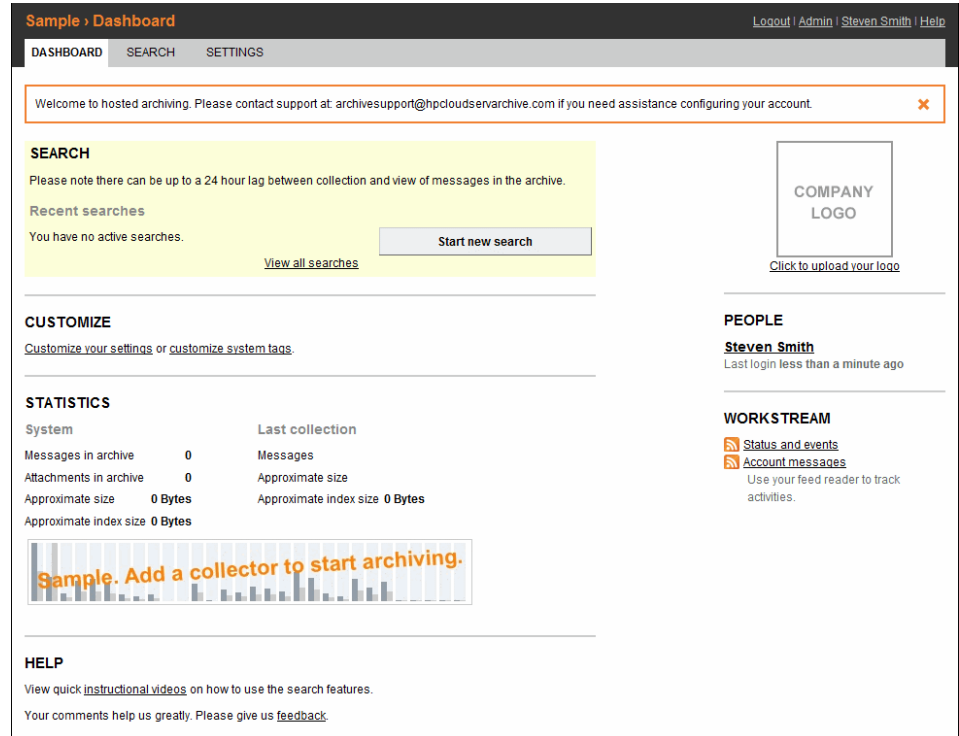 Sample › Dashboard
Logout | Admin | Steven Smith | Help
DASHBOARD SEARCH SETTINGS
Welcome to hosted archiving. Please contact support at: archivesupport@hpcloudservarchive.com if you need assistance configuring your account.
SEARCH
Please note there can be up to a 24 hour lag between collection and view of messages in the archive.
Recent searches
You have no active searches.
Start new search
View all searches
COMPANY
LOGO
Click to upload your logo
CUSTOMIZE
Customize your settings or customize system tags.
PEOPLE
Steven Smith
Last login less than a minute ago
STATISTICS
System Last collection
Messages in archive 0 Messages
Attachments in archive 0 Approximate size
Approximate size 0 Bytes Approximate index size 0 Bytes
Approximate index size 0 Bytes
Sample. Add a collector to start archiving.
WORKSTREAM
Status and events
Account messages
Use your feed reader to track
activities.
HELP
View quick instructional videos on how to use the search features.
Your comments help us greatly. Please give us feedback.